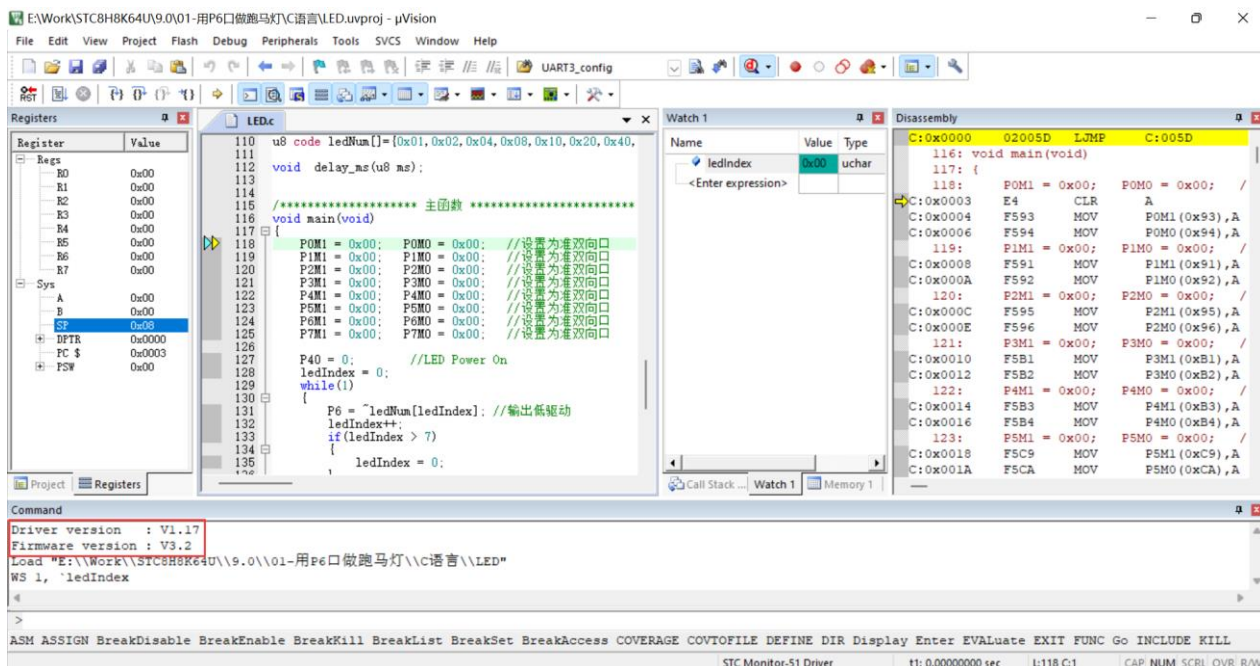 E:\Work\STC8H8K64U\9.0\01-用P6口做跑马灯\C语言\LED.uvproj - µVision
File Edit View Project Flash Debug Peripherals Tools SVCS Window Help
UART3_config
RST
Registers
Register Value
Regs
R0 0x00
R1 0x00
R2 0x00
R3 0x00
R4 0x00
R5 0x00
R6 0x00
R7 0x00
Sys
A 0x00
B 0x00
SP 0x08
DPTR 0x0000
PC $ 0x0003
PSW 0x00
Project Registers
LED.c
110 u8 code ledNum[]={0x01,0x02,0x04,0x08,0x10,0x20,0x40,
111
112 void delay_ms(u8 ms);
113
114
115 /******************** 主函数 ************************
116 void main(void)
117 {
118 P0M1 = 0x00; P0M0 = 0x00; //设置为准双向口
119 P1M1 = 0x00; P1M0 = 0x00; //设置为准双向口
120 P2M1 = 0x00; P2M0 = 0x00; //设置为准双向口
121 P3M1 = 0x00; P3M0 = 0x00; //设置为准双向口
122 P4M1 = 0x00; P4M0 = 0x00; //设置为准双向口
123 P5M1 = 0x00; P5M0 = 0x00; //设置为准双向口
124 P6M1 = 0x00; P6M0 = 0x00; //设置为准双向口
125 P7M1 = 0x00; P7M0 = 0x00; //设置为准双向口
126
127 P40 = 0; //LED Power On
128 ledIndex = 0;
129 while(1)
130 {
131 P6 = ~ledNum[ledIndex]; //输出低驱动
132 ledIndex++;
133 if(ledIndex > 7)
134 {
135 ledIndex = 0;
Watch 1
Name Value Type
ledIndex 0x00 uchar
<Enter expression>
Call Stack ... Watch 1 Memory 1
Disassembly
C:0x0000 02005D LJMP C:005D
116: void main(void)
117: {
118: P0M1 = 0x00; P0M0 = 0x00; /
C:0x0003 E4 CLR A
C:0x0004 F593 MOV P0M1(0x93),A
C:0x0006 F594 MOV P0M0(0x94),A
119: P1M1 = 0x00; P1M0 = 0x00; /
C:0x0008 F591 MOV P1M1(0x91),A
C:0x000A F592 MOV P1M0(0x92),A
120: P2M1 = 0x00; P2M0 = 0x00; /
C:0x000C F595 MOV P2M1(0x95),A
C:0x000E F596 MOV P2M0(0x96),A
121: P3M1 = 0x00; P3M0 = 0x00; /
C:0x0010 F5B1 MOV P3M1(0xB1),A
C:0x0012 F5B2 MOV P3M0(0xB2),A
122: P4M1 = 0x00; P4M0 = 0x00; /
C:0x0014 F5B3 MOV P4M1(0xB3),A
C:0x0016 F5B4 MOV P4M0(0xB4),A
123: P5M1 = 0x00; P5M0 = 0x00; /
C:0x0018 F5C9 MOV P5M1(0xC9),A
C:0x001A F5CA MOV P5M0(0xCA),A
Command
Driver version : V1.17
Firmware version : V3.2
Load "E:\\Work\\STC8H8K64U\\9.0\\01-用P6口做跑马灯\\C语言\\LED"
WS 1, `ledIndex
>
ASM ASSIGN BreakDisable BreakEnable BreakKill BreakList BreakSet BreakAccess COVERAGE COVTOFILE DEFINE DIR Display Enter EVALuate EXIT FUNC Go INCLUDE KILL
STC Monitor-51 Driver t1: 0.00000000 sec L:118 C:1 CAP NUM SCRL OVR R/W